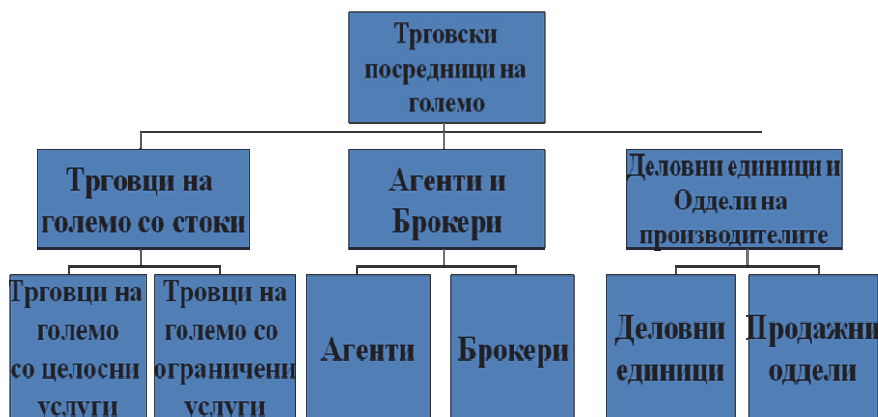 Трговски
посредници на
големо
Трговци на
големо со стоки
Агенти и
Брокери
Деловни единици и
Оддели на
производителите
Трговци на
големо
со целосни
услуги
Тровци на
големо со
ограничени
услуги
Агенти
Брокери
Деловни
единици
Продажни
оддели